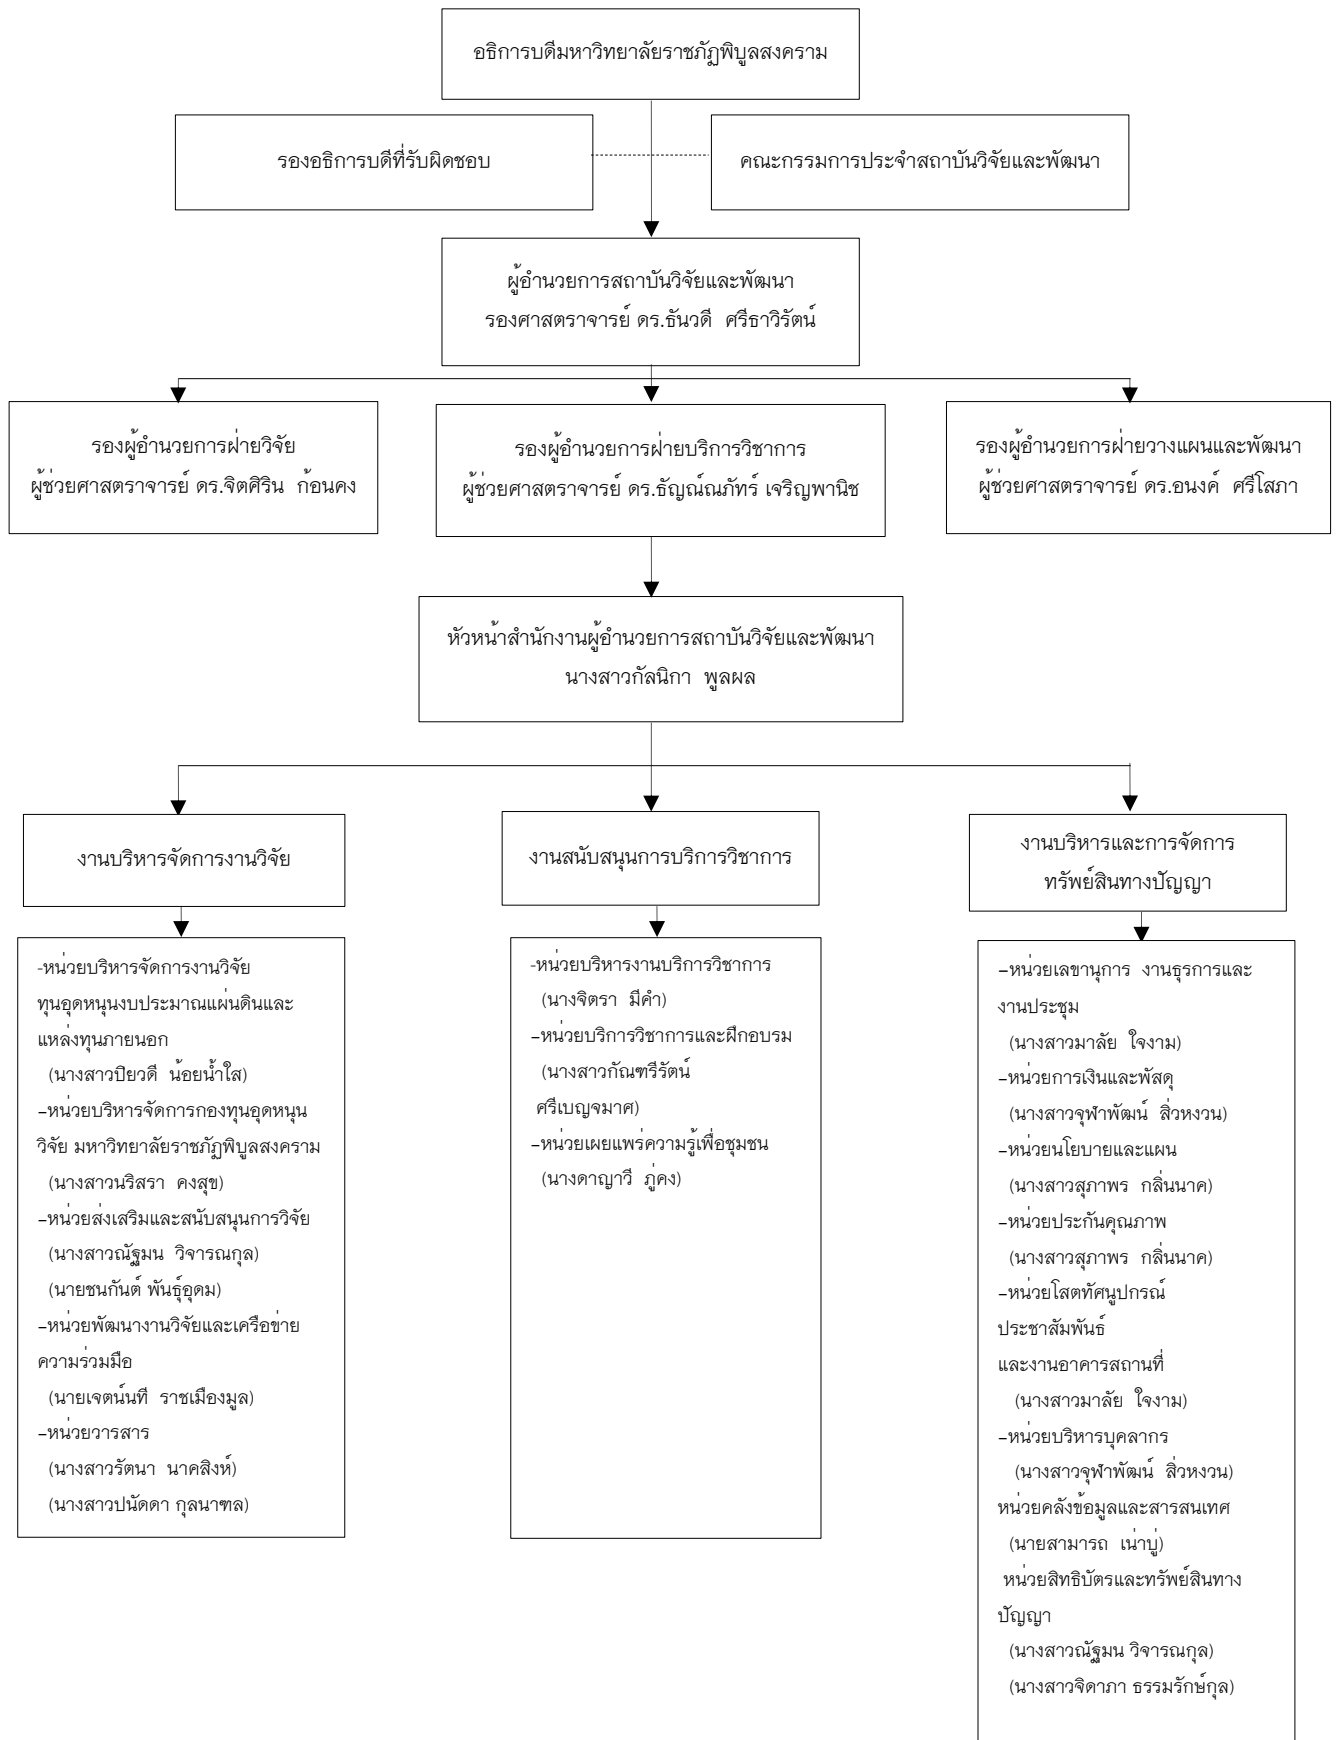 อธิการบดีมหาวิทยาลัยราชภัฏพิบูลสงคราม
รองอธิการบดีที่รับผิดชอบ
คณะกรรมการประจำสถาบันวิจัยและพัฒนา
ผู้อำนวยการสถาบันวิจัยและพัฒนา
รองศาสตราจารย์ ดร.ธันวดี ศรีธาวิรัตน์
รองผู้อำนวยการฝ่ายวิจัย
ผู้ช่วยศาสตราจารย์ ดร.จิตศิริน ก้อนคง
รองผู้อำนวยการฝ่ายบริการวิชาการ
ผู้ช่วยศาสตราจารย์ ดร.ธัญณ์ณภัทร์ เจริญพานิช
รองผู้อำนวยการฝ่ายวางแผนและพัฒนา
ผู้ช่วยศาสตราจารย์ ดร.อนงค์ ศรีโสภา
หัวหน้าสำนักงานผู้อำนวยการสถาบันวิจัยและพัฒนา
นางสาวกัลนิกา พูลผล
งานบริหารจัดการงานวิจัย
-หน่วยบริหารจัดการงานวิจัย
ทุนอุดหนุนงบประมาณแผ่นดินและ
แหล่งทุนภายนอก
(นางสาวปิยวดี น้อยน้ำใส)
-หน่วยบริหารจัดการกองทุนอุดหนุน
วิจัย มหาวิทยาลัยราชภัฏพิบูลสงคราม
(นางสาวนริสรา คงสุข)
-หน่วยส่งเสริมและสนับสนุนการวิจัย
(นางสาวณัฐมน วิจารณกุล)
(นายชนกันต์ พันธุ์อุดม)
-หน่วยพัฒนางานวิจัยและเครือข่าย
ความร่วมมือ
(นายเจตน์นที ราชเมืองมูล)
-หน่วยวารสาร
(นางสาวรัตนา นาคสิงห์)
(นางสาวปนัดดา กุลนาฑล)
งานสนับสนุนการบริการวิชาการ
-หน่วยบริหารงานบริการวิชาการ
(นางจิตรา มีคำ)
-หน่วยบริการวิชาการและฝึกอบรม
(นางสาวกัณฑรีรัตน์
ศรีเบญจมาศ)
-หน่วยเผยแพร่ความรู้เพื่อชุมชน
(นางดาญาวี ภู่คง)
งานบริหารและการจัดการ
ทรัพย์สินทางปัญญา
-หน่วยเลขานุการ งานธุรการและ
งานประชุม
(นางสาวมาลัย ใจงาม)
-หน่วยการเงินและพัสดุ
(นางสาวจุฬาพัฒน์ สิ่วหงวน)
-หน่วยนโยบายและแผน
(นางสาวสุภาพร กลิ่นนาค)
-หน่วยประกันคุณภาพ
(นางสาวสุภาพร กลิ่นนาค)
-หน่วยโสตทัศนูปกรณ์
ประชาสัมพันธ์
และงานอาคารสถานที่
(นางสาวมาลัย ใจงาม)
-หน่วยบริหารบุคลากร
(นางสาวจุฬาพัฒน์ สิ่วหงวน)
หน่วยคลังข้อมูลและสารสนเทศ
(นายสามารถ เน่าบู่)
หน่วยสิทธิบัตรและทรัพย์สินทาง
ปัญญา
(นางสาวณัฐมน วิจารณกุล)
(นางสาวจิดาภา ธรรมรักษ์กุล)